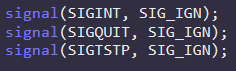 signal(SIGINT, SIG_IGN);
signal(SIGQUIT, SIG_IGN);
signal(SIGTSTP, SIG_IGN);